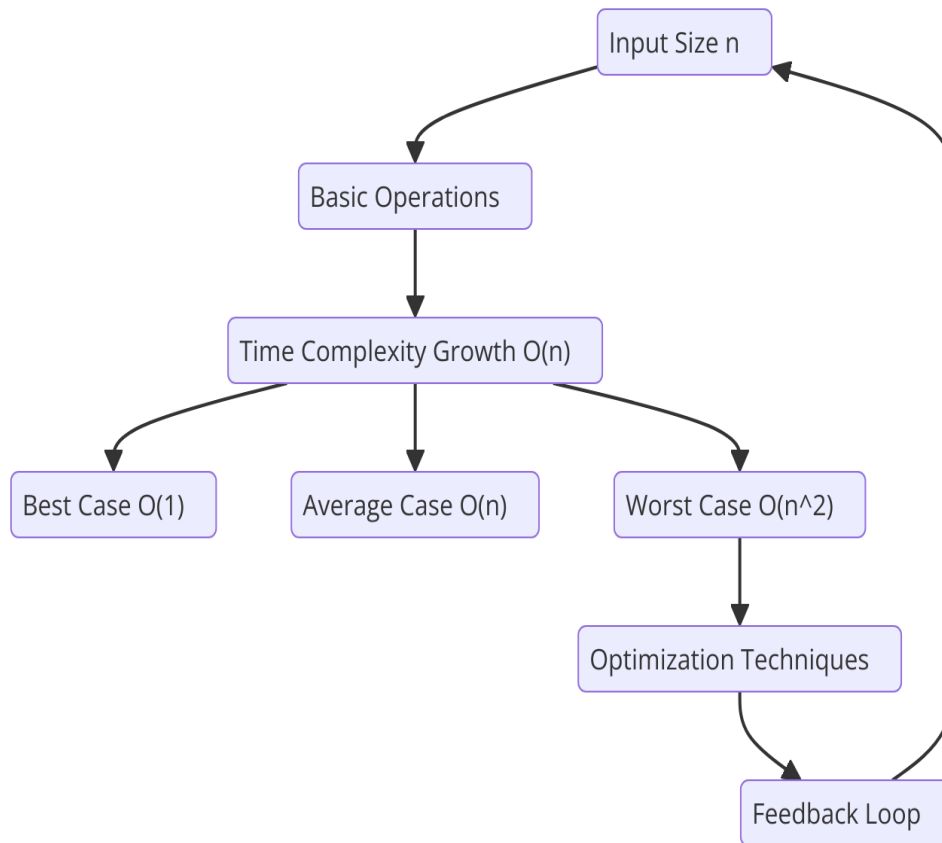 Input Size n
Basic Operations
Time Complexity Growth O(n)
Best Case O(1)
Average Case O(n)
Worst Case O(n^2)
Optimization Techniques
Feedback Loop